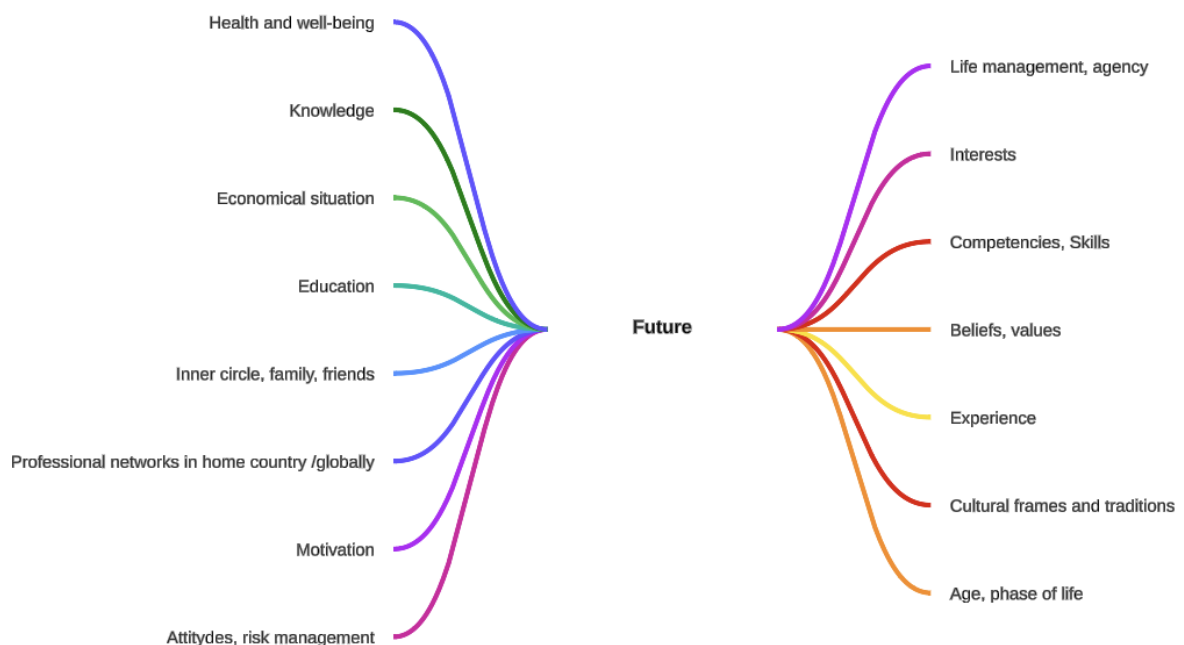 Health and well-being
Knowledge
Economical situation
Education
Inner circle, family, friends
Professional networks in home country /globally
Motivation
Attitydes, risk management
Future
Life management, agency
Interests
Competencies, Skills
Beliefs, values
Experience
Cultural frames and traditions
Age, phase of life